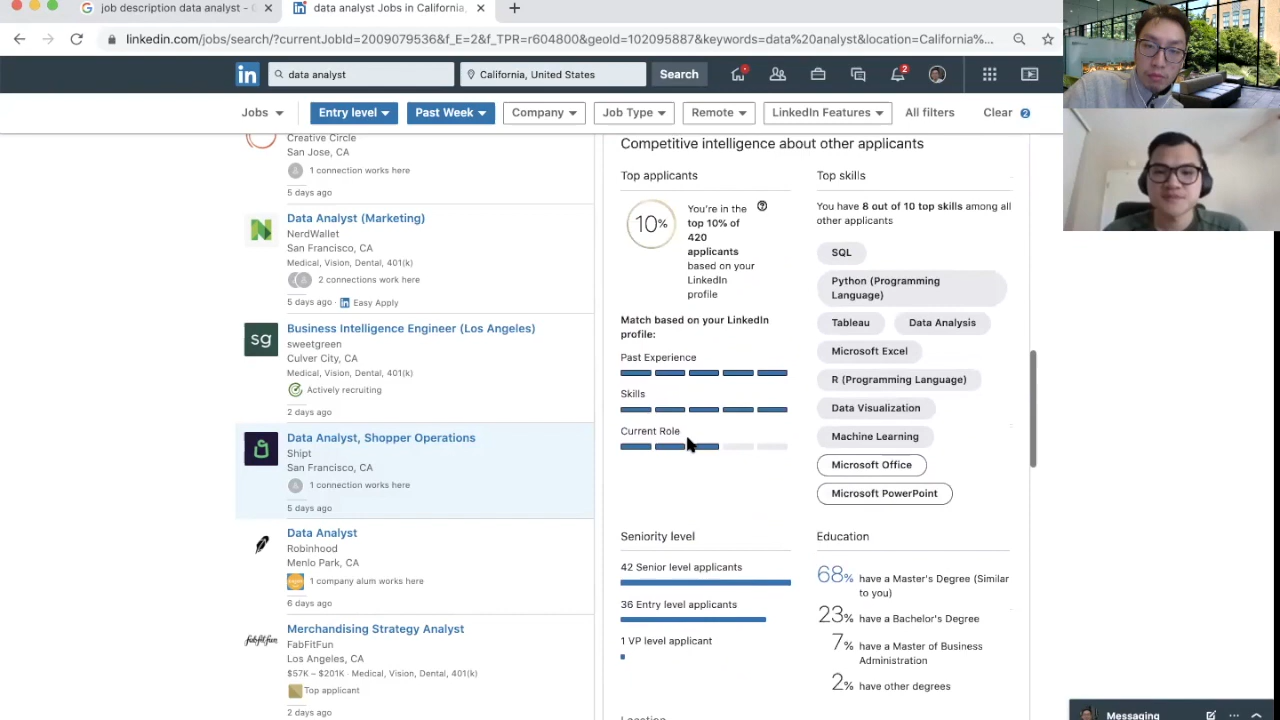 job description data analyst - G
data analyst Jobs in California,
linkedin.com/jobs/search/?currentJobId=2009079536&f_E=2&f_TPR=r604800&geoId=102095887&keywords=data%20analyst&location=California%...
in
data analyst
California, United States
Search
2
Jobs
Entry level
Past Week
Company
Job Type
Remote
LinkedIn Features
All filters
Clear
2
Creative Circle
San Jose, CA
1 connection works here
5 days ago
Data Analyst (Marketing)
NerdWallet
San Francisco, CA
Medical, Vision, Dental, 401(k)
2 connections work here
5 days ago · in Easy Apply
sg
Business Intelligence Engineer (Los Angeles)
sweetgreen
Culver City, CA
Medical, Vision, Dental, 401(k)
Actively recruiting
2 days ago
Data Analyst, Shopper Operations
Shipt
San Francisco, CA
1 connection works here
5 days ago
Data Analyst
Robinhood
Menlo Park, CA
1 company alum works here
6 days ago
fabfitfun
Merchandising Strategy Analyst
FabFitFun
Los Angeles, CA
$57K – $201K · Medical, Vision, Dental, 401(k)
Top applicant
2 days ago
Competitive intelligence about other applicants
Top applicants
10%
You're in the
top 10% of
420
applicants
based on your
LinkedIn
profile
Match based on your LinkedIn
profile:
Past Experience
Skills
Current Role
Top skills
You have 8 out of 10 top skills among all
other applicants
SQL
Python (Programming
Language)
Tableau
Data Analysis
Microsoft Excel
R (Programming Language)
Data Visualization
Machine Learning
Microsoft Office
Microsoft PowerPoint
Seniority level
42 Senior level applicants
36 Entry level applicants
1 VP level applicant
Education
68% have a Master's Degree (Similar
to you)
23% have a Bachelor's Degree
7% have a Master of Business
Administration
2% have other degrees
Messaging